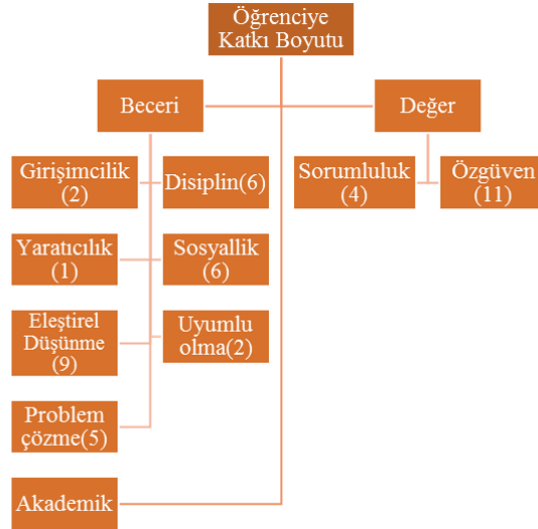 Öğrenciye
Katkı Boyutu
Beceri
Değer
Girişimcilik
(2)
Disiplin(6)
Sorumluluk
(4)
Özgüven
(11)
Yaratıcılık
(1)
Sosyallik
(6)
Eleştirel
Düşünme
(9)
Uyumlu
olma(2)
Problem
çözme(5)
Akademik